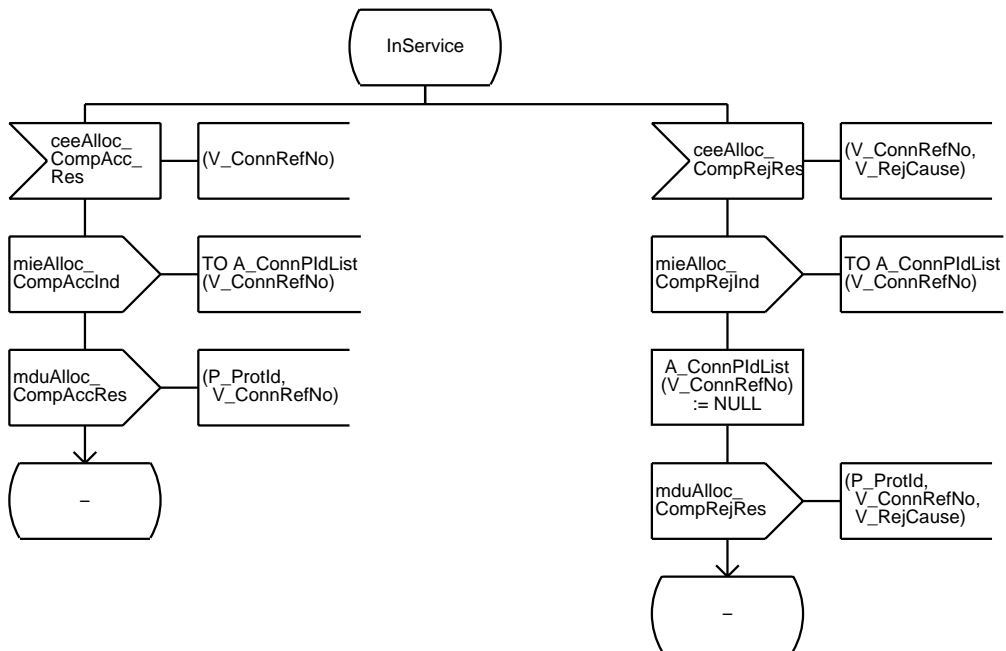 InService
ceeAlloc_
CompAcc_
Res
(V_ConnRefNo)
mieAlloc_
CompAccInd
TO A_ConnPIdList
(V_ConnRefNo)
mduAlloc_
CompAccRes
(P_ProtId,
V_ConnRefNo)
–
ceeAlloc_
CompRejRes
(V_ConnRefNo,
V_RejCause)
mieAlloc_
CompRejInd
TO A_ConnPIdList
(V_ConnRefNo)
A_ConnPIdList
(V_ConnRefNo)
:= NULL
mduAlloc_
CompRejRes
(P_ProtId,
V_ConnRefNo,
V_RejCause)
–